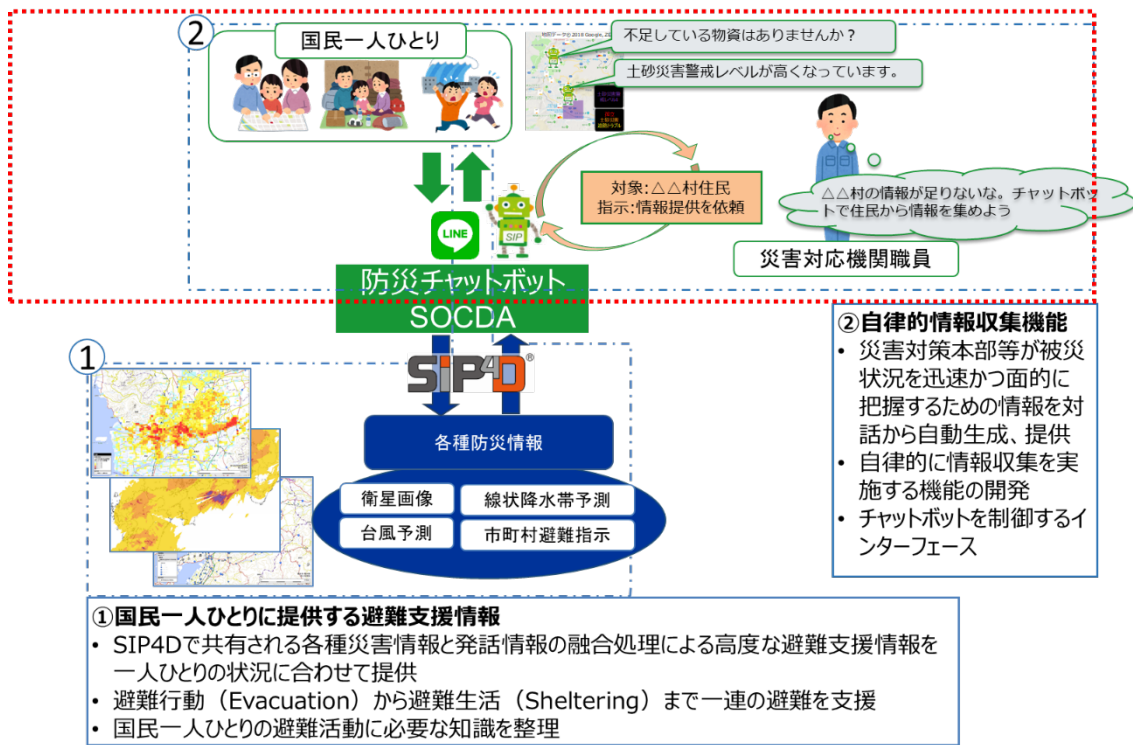 ②
国民一人ひとり
不足している物資はありませんか?
土砂災害警戒レベルが高くなっています。
対象:△△村住民
指示:情報提供を依頼
△△村の情報が足りないな。チャットボッ
トで住民から情報を集めよう
災害対応機関職員
LINE
SIP
防災チャットボット
SOCDA
①
SIP4D®
各種防災情報
衛星画像
線状降水帯予測
台風予測
市町村避難指示
②自律的情報収集機能
• 災害対策本部等が被災
状況を迅速かつ面的に
把握するための情報を対
話から自動生成、提供
• 自律的に情報収集を実
施する機能の開発
• チャットボットを制御するイ
ンターフェース
①国民一人ひとりに提供する避難支援情報
• SIP4Dで共有される各種災害情報と発話情報の融合処理による高度な避難支援情報を
一人ひとりの状況に合わせて提供
• 避難行動(Evacuation)から避難生活(Sheltering)まで一連の避難を支援
• 国民一人ひとりの避難活動に必要な知識を整理